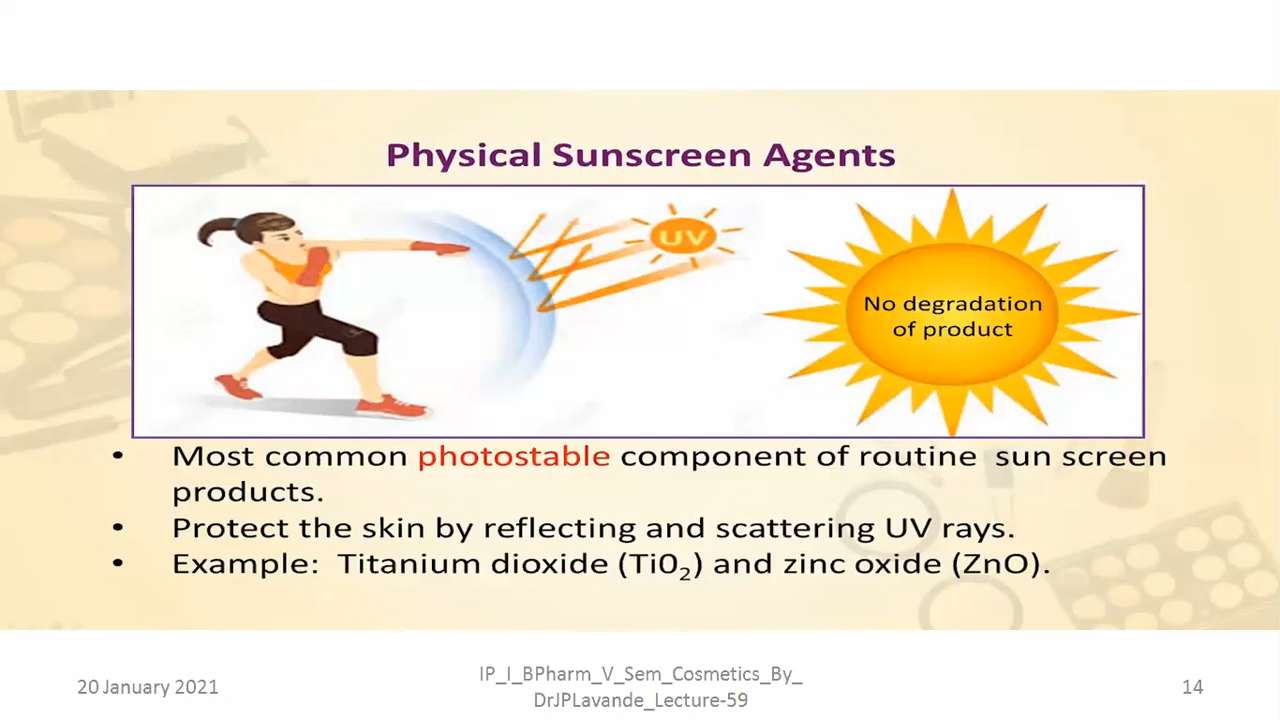 Physical Sunscreen Agents
UV
No degradation
of product
• Most common photostable component of routine sun screen
products.
• Protect the skin by reflecting and scattering UV rays.
• Example: Titanium dioxide (Ti0₂) and zinc oxide (ZnO).
20 January 2021
IP_I_BPharm_V_Sem_Cosmetics_By_
DrJPLavande_Lecture-59
14